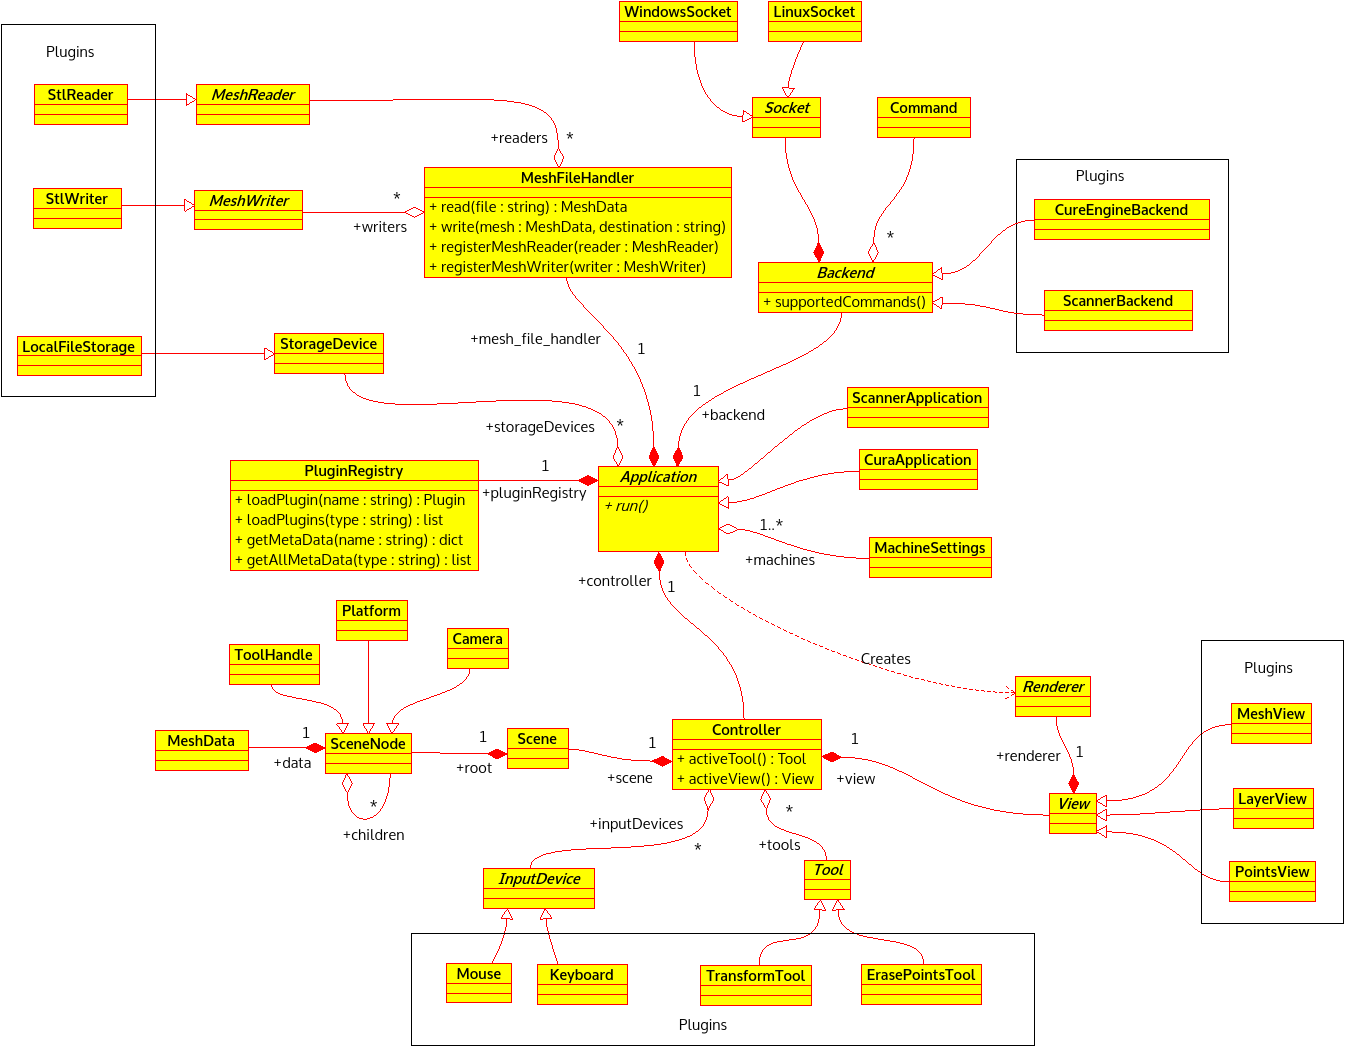 WindowsSocket
LinuxSocket
Plugins
StlReader
MeshReader
Socket
Command
+readers
*
MeshFileHandler
+ read(file : string) : MeshData
+ write(mesh : MeshData, destination : string)
+ registerMeshReader(reader : MeshReader)
+ registerMeshWriter(writer : MeshWriter)
StlWriter
MeshWriter
*
+writers
Plugins
CureEngineBackend
ScannerBackend
*
Backend
+ supportedCommands()
LocalFileStorage
StorageDevice
+mesh_file_handler
1
1
+backend
+storageDevices
*
ScannerApplication
CuraApplication
PluginRegistry
+ loadPlugin(name : string) : Plugin
+ loadPlugins(type : string) : list
+ getMetaData(name : string) : dict
+ getAllMetaData(type : string) : list
1
+pluginRegistry
Application
+ run()
1..*
+machines
MachineSettings
+controller
1
Platform
ToolHandle
Camera
Creates
Renderer
Plugins
MeshView
LayerView
PointsView
MeshData
1
+data
SceneNode
1
+root
Scene
1
+scene
Controller
+ activeTool() : Tool
+ activeView() : View
1
+view
+renderer
1
View
*
+children
+inputDevices
*
*
+tools
InputDevice
Tool
Mouse
Keyboard
TransformTool
ErasePointsTool
Plugins